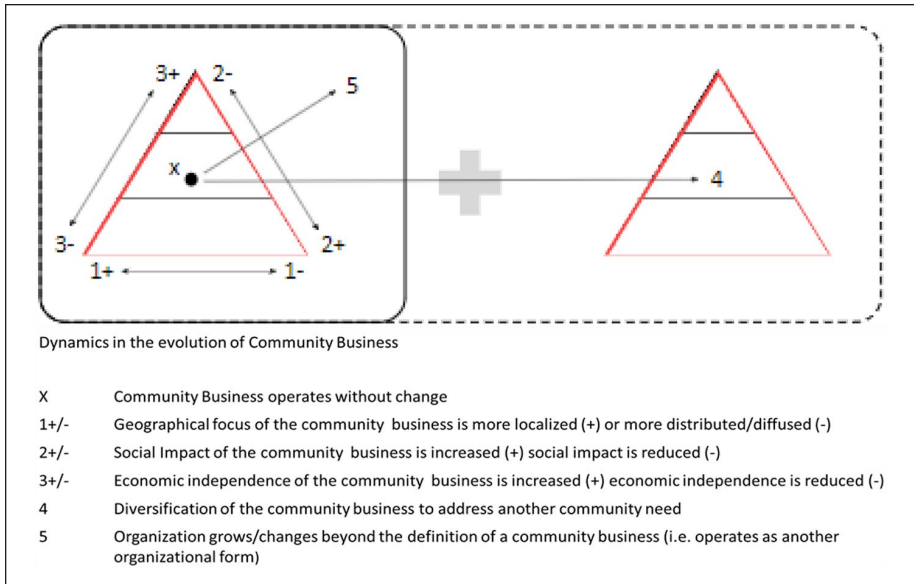 3+ 2-
5
x
4
3-
2+
1+ 1-
Dynamics in the evolution of Community Business
X Community Business operates without change
1+/- Geographical focus of the community business is more localized (+) or more distributed/diffused (-)
2+/- Social Impact of the community business is increased (+) social impact is reduced (-)
3+/- Economic independence of the community business is increased (+) economic independence is reduced (-)
4 Diversification of the community business to address another community need
5 Organization grows/changes beyond the definition of a community business (i.e. operates as another
organizational form)